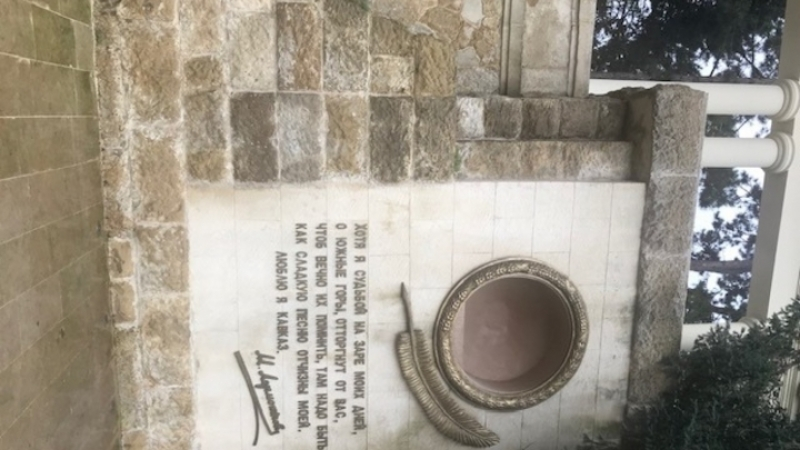 ХОТЯ Я СУДЬБОЙ НА ЗАРЕ МОИХ ДНЕЙ,
О ЮЖНЫЕ ГОРЫ, ОТТОРГНУТ ОТ ВАС,
ЧТОБ ВЕЧНО ИХ ПОМНИТЬ, ТАМ НАДО БЫТЬ
КАК СЛАДКУЮ ПЕСНЮ ОТЧИЗНЫ МОЕЙ,
ЛЮБЛЮ Я КАВКАЗ.
М. Лермонтов